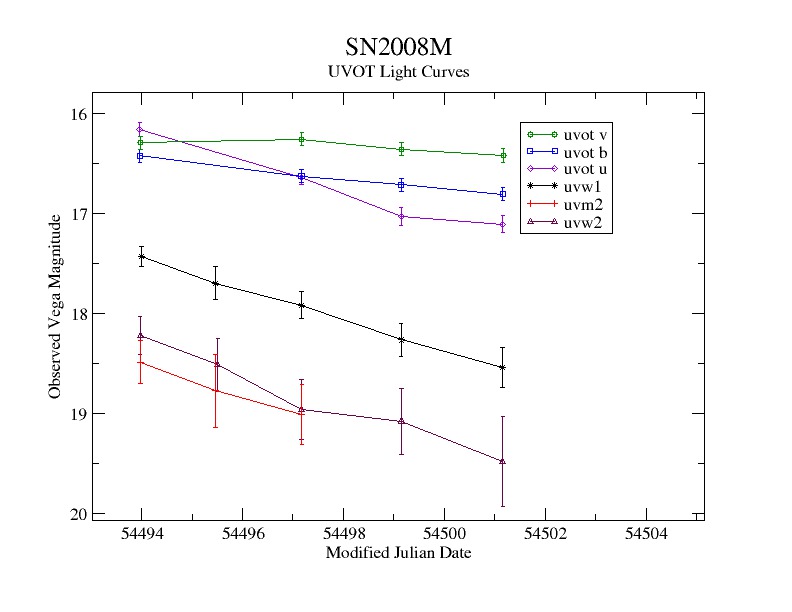 SN2008M
UVOT Light Curves
16
17
18
19
20
Observed Vega Magnitude
uvot v
uvot b
uvot u
uvw1
uvm2
uvw2
54494
54496
54498
54500
54502
54504
Modified Julian Date